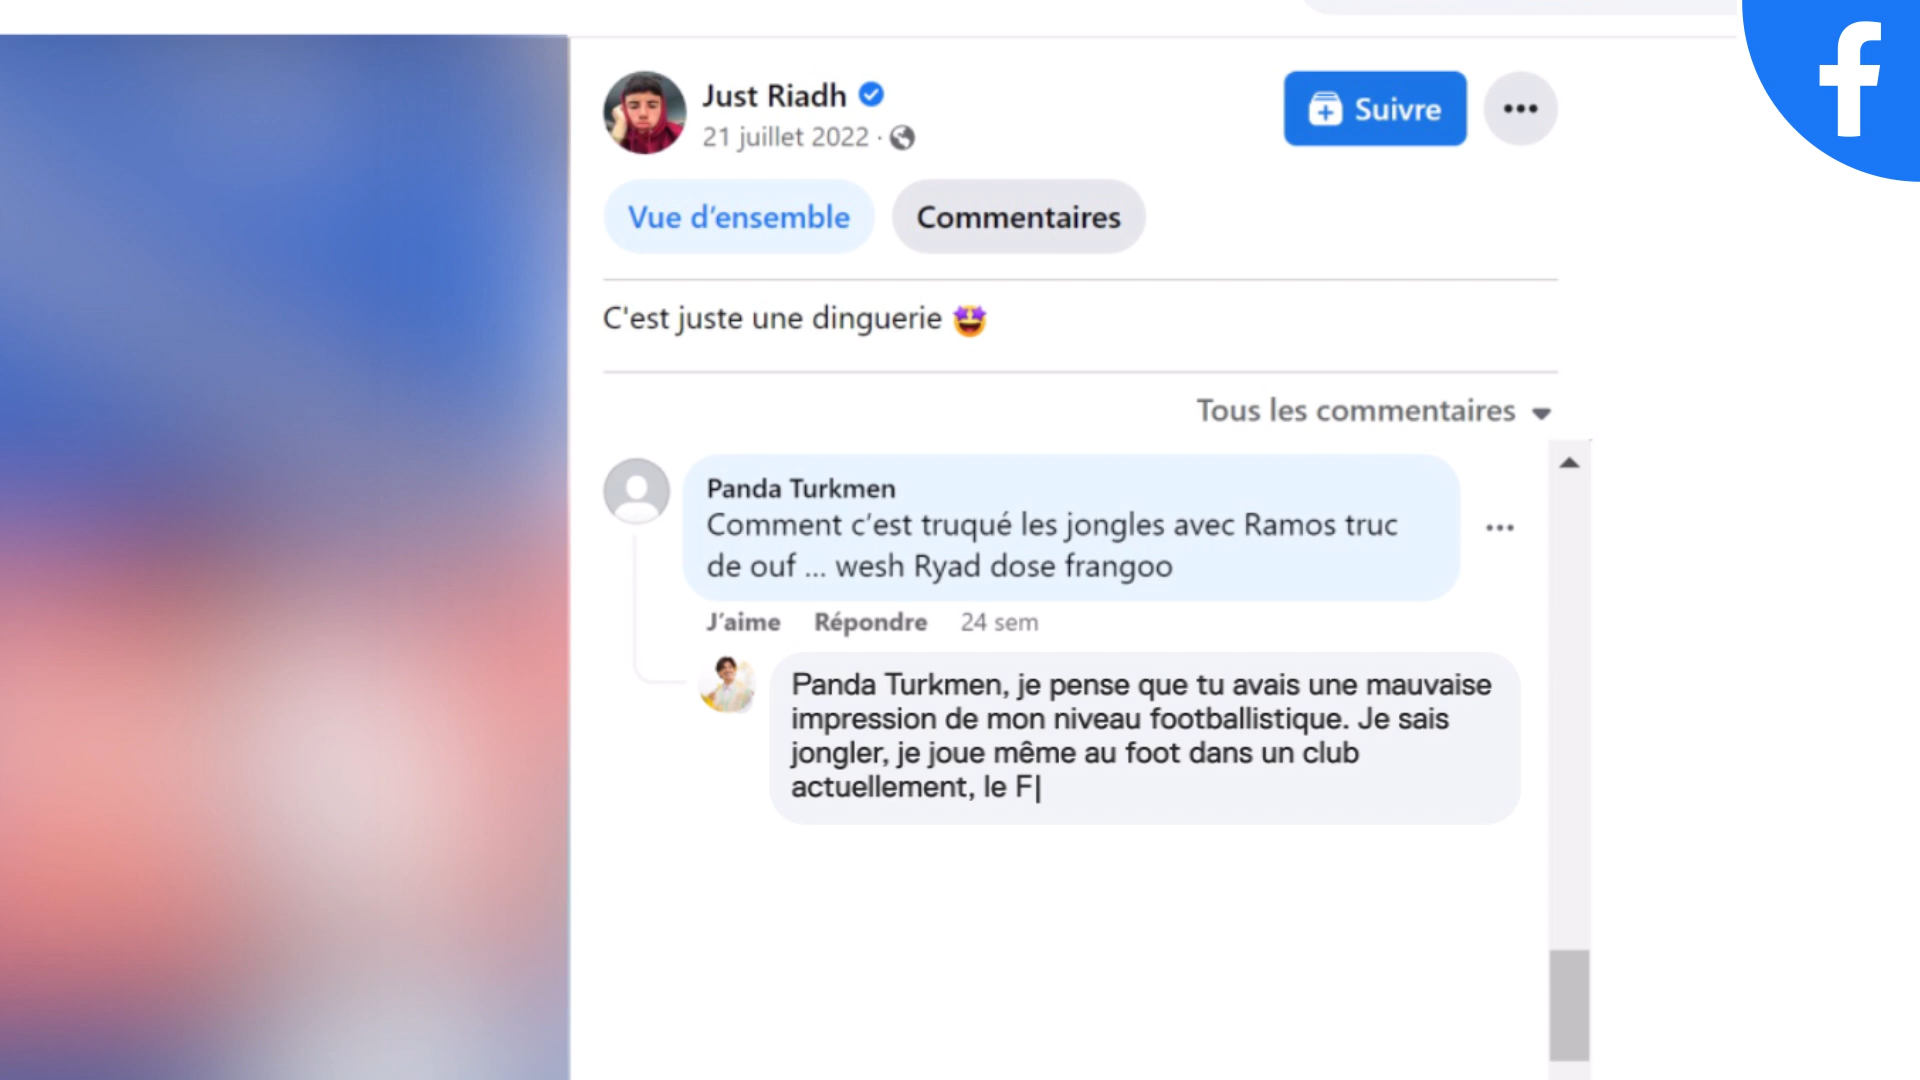 Just Riadh
21 juillet 2022 ·
Suivre
Vue d’ensemble
Commentaires
C'est juste une dinguerie 🤩
Tous les commentaires
Panda Turkmen
Comment c’est truqué les jongles avec Ramos truc
de ouf ... wesh Ryad dose frangoo
J’aime Répondre 24 sem
Panda Turkmen, je pense que tu avais une mauvaise
impression de mon niveau footballistique. Je sais
jongler, je joue même au foot dans un club
actuellement, le F|